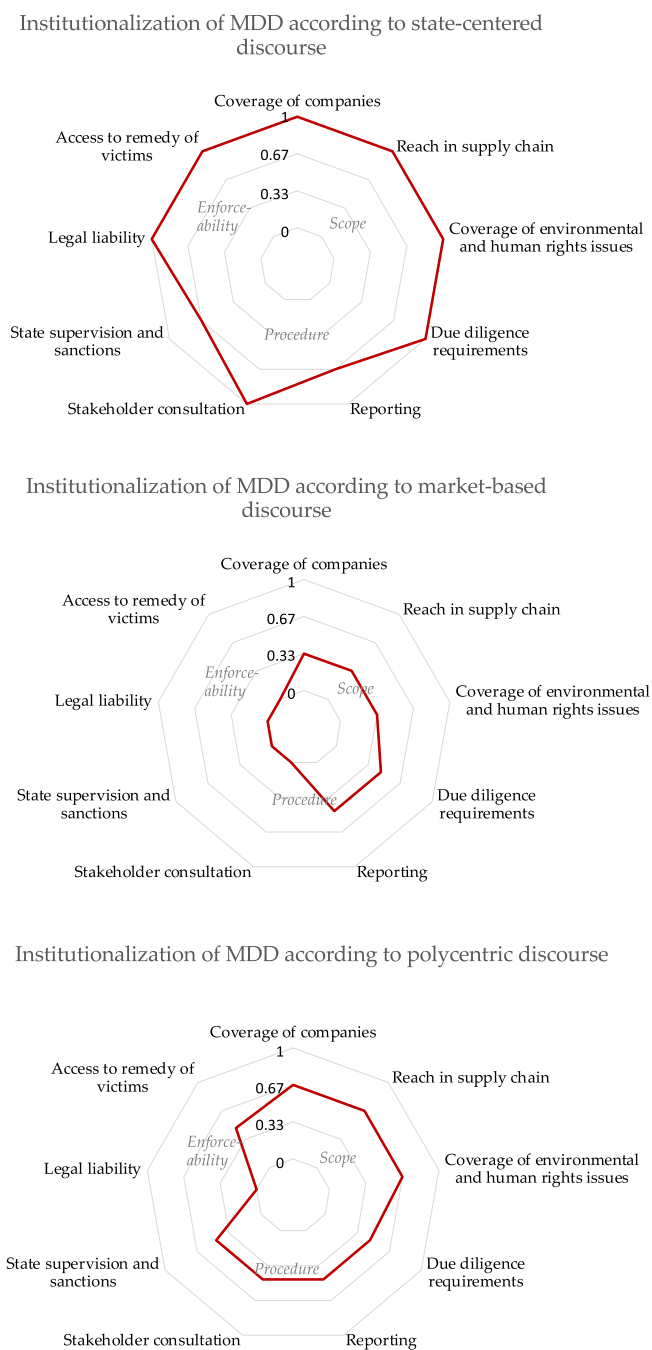 Institutionalization of MDD according to state-centered
discourse
Coverage of companies
1
Access to remedy of
victims
Reach in supply chain
0.67
0.33
Enforce-
ability
Scope
0
Legal liability
Coverage of environmental
and human rights issues
State supervision and
sanctions
Procedure
Due diligence
requirements
Stakeholder consultation
Reporting
Institutionalization of MDD according to market-based
discourse
Coverage of companies
1
Access to remedy of
victims
Reach in supply chain
0.67
0.33
Enforce-
ability
Scope
0
Legal liability
Coverage of environmental
and human rights issues
State supervision and
sanctions
Procedure
Due diligence
requirements
Stakeholder consultation
Reporting
Institutionalization of MDD according to polycentric discourse
Coverage of companies
1
Access to remedy of
victims
Reach in supply chain
0.67
0.33
Enforce-
ability
Scope
0
Legal liability
Coverage of environmental
and human rights issues
State supervision and
sanctions
Procedure
Due diligence
requirements
Stakeholder consultation
Reporting